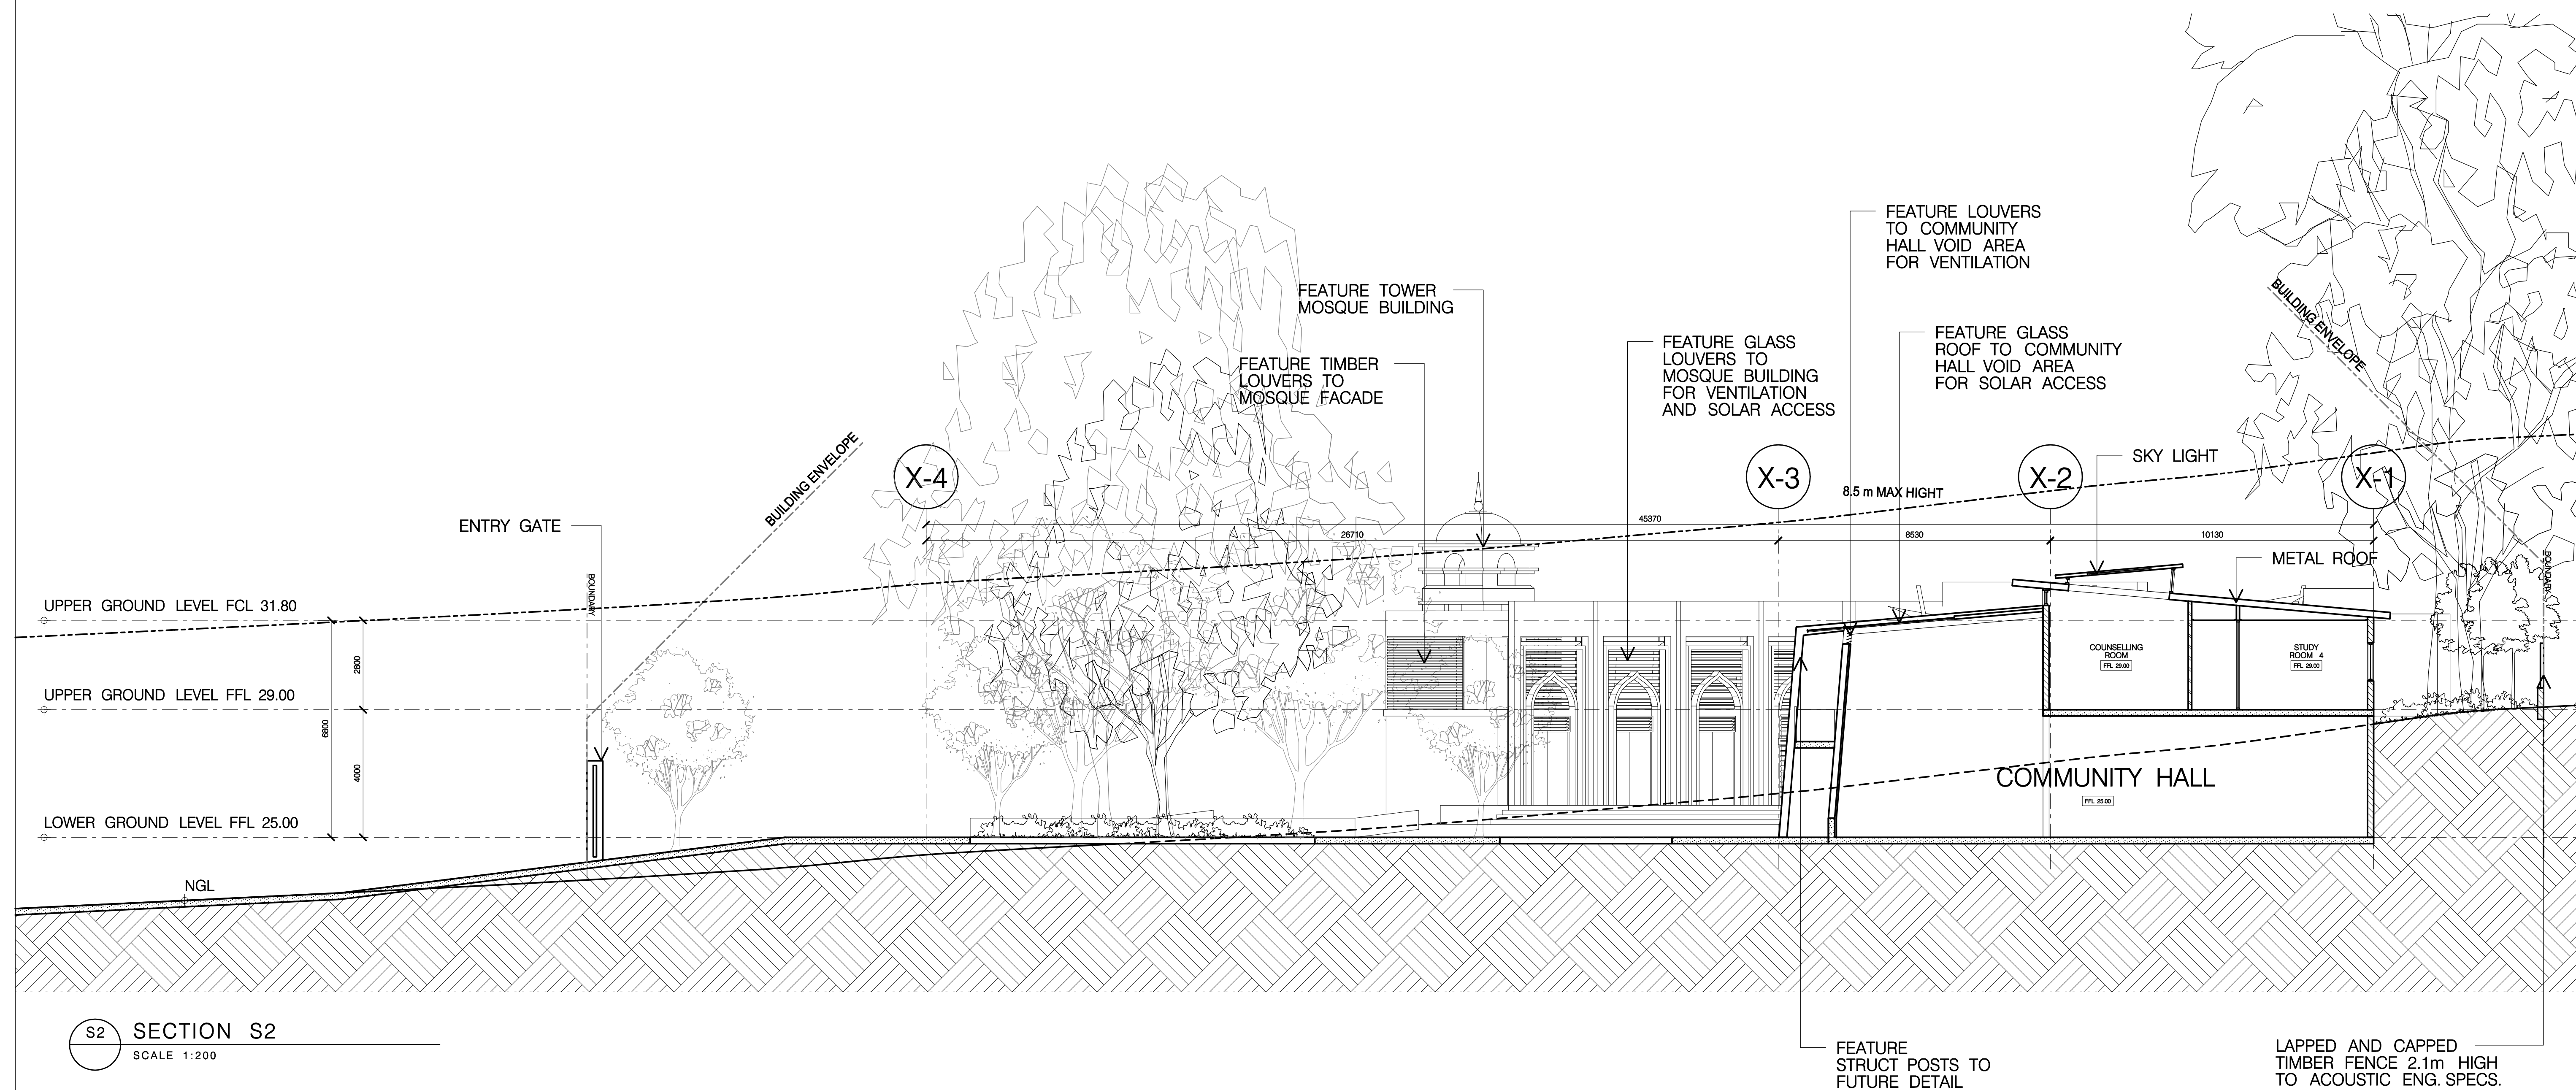 FEATURE LOUVERS
TO COMMUNITY
HALL VOID AREA
FOR VENTILATION
FEATURE TOWER
MOSQUE BUILDING
FEATURE TIMBER
LOUVERS TO
MOSQUE FACADE
FEATURE GLASS
LOUVERS TO
MOSQUE BUILDING
FOR VENTILATION
AND SOLAR ACCESS
FEATURE GLASS
ROOF TO COMMUNITY
HALL VOID AREA
FOR SOLAR ACCESS
BUILDING ENVELOPE
BUILDING ENVELOPE
X-4
X-3
X-2
X-1
SKY LIGHT
8.5 m MAX HIGHT
ENTRY GATE
45370
26710
8530
10130
METAL ROOF
BOUNDARY
BOUNDARY
UPPER GROUND LEVEL FCL 31.80
2800
UPPER GROUND LEVEL FFL 29.00
6800
4000
LOWER GROUND LEVEL FFL 25.00
COUNSELLING
ROOM
FFL 29.00
STUDY
ROOM 4
FFL 29.00
COMMUNITY HALL
FFL 25.00
NGL
S2
SECTION S2
SCALE 1:200
FEATURE
STRUCT POSTS TO
FUTURE DETAIL
LAPPED AND CAPPED
TIMBER FENCE 2.1m HIGH
TO ACOUSTIC ENG. SPECS.